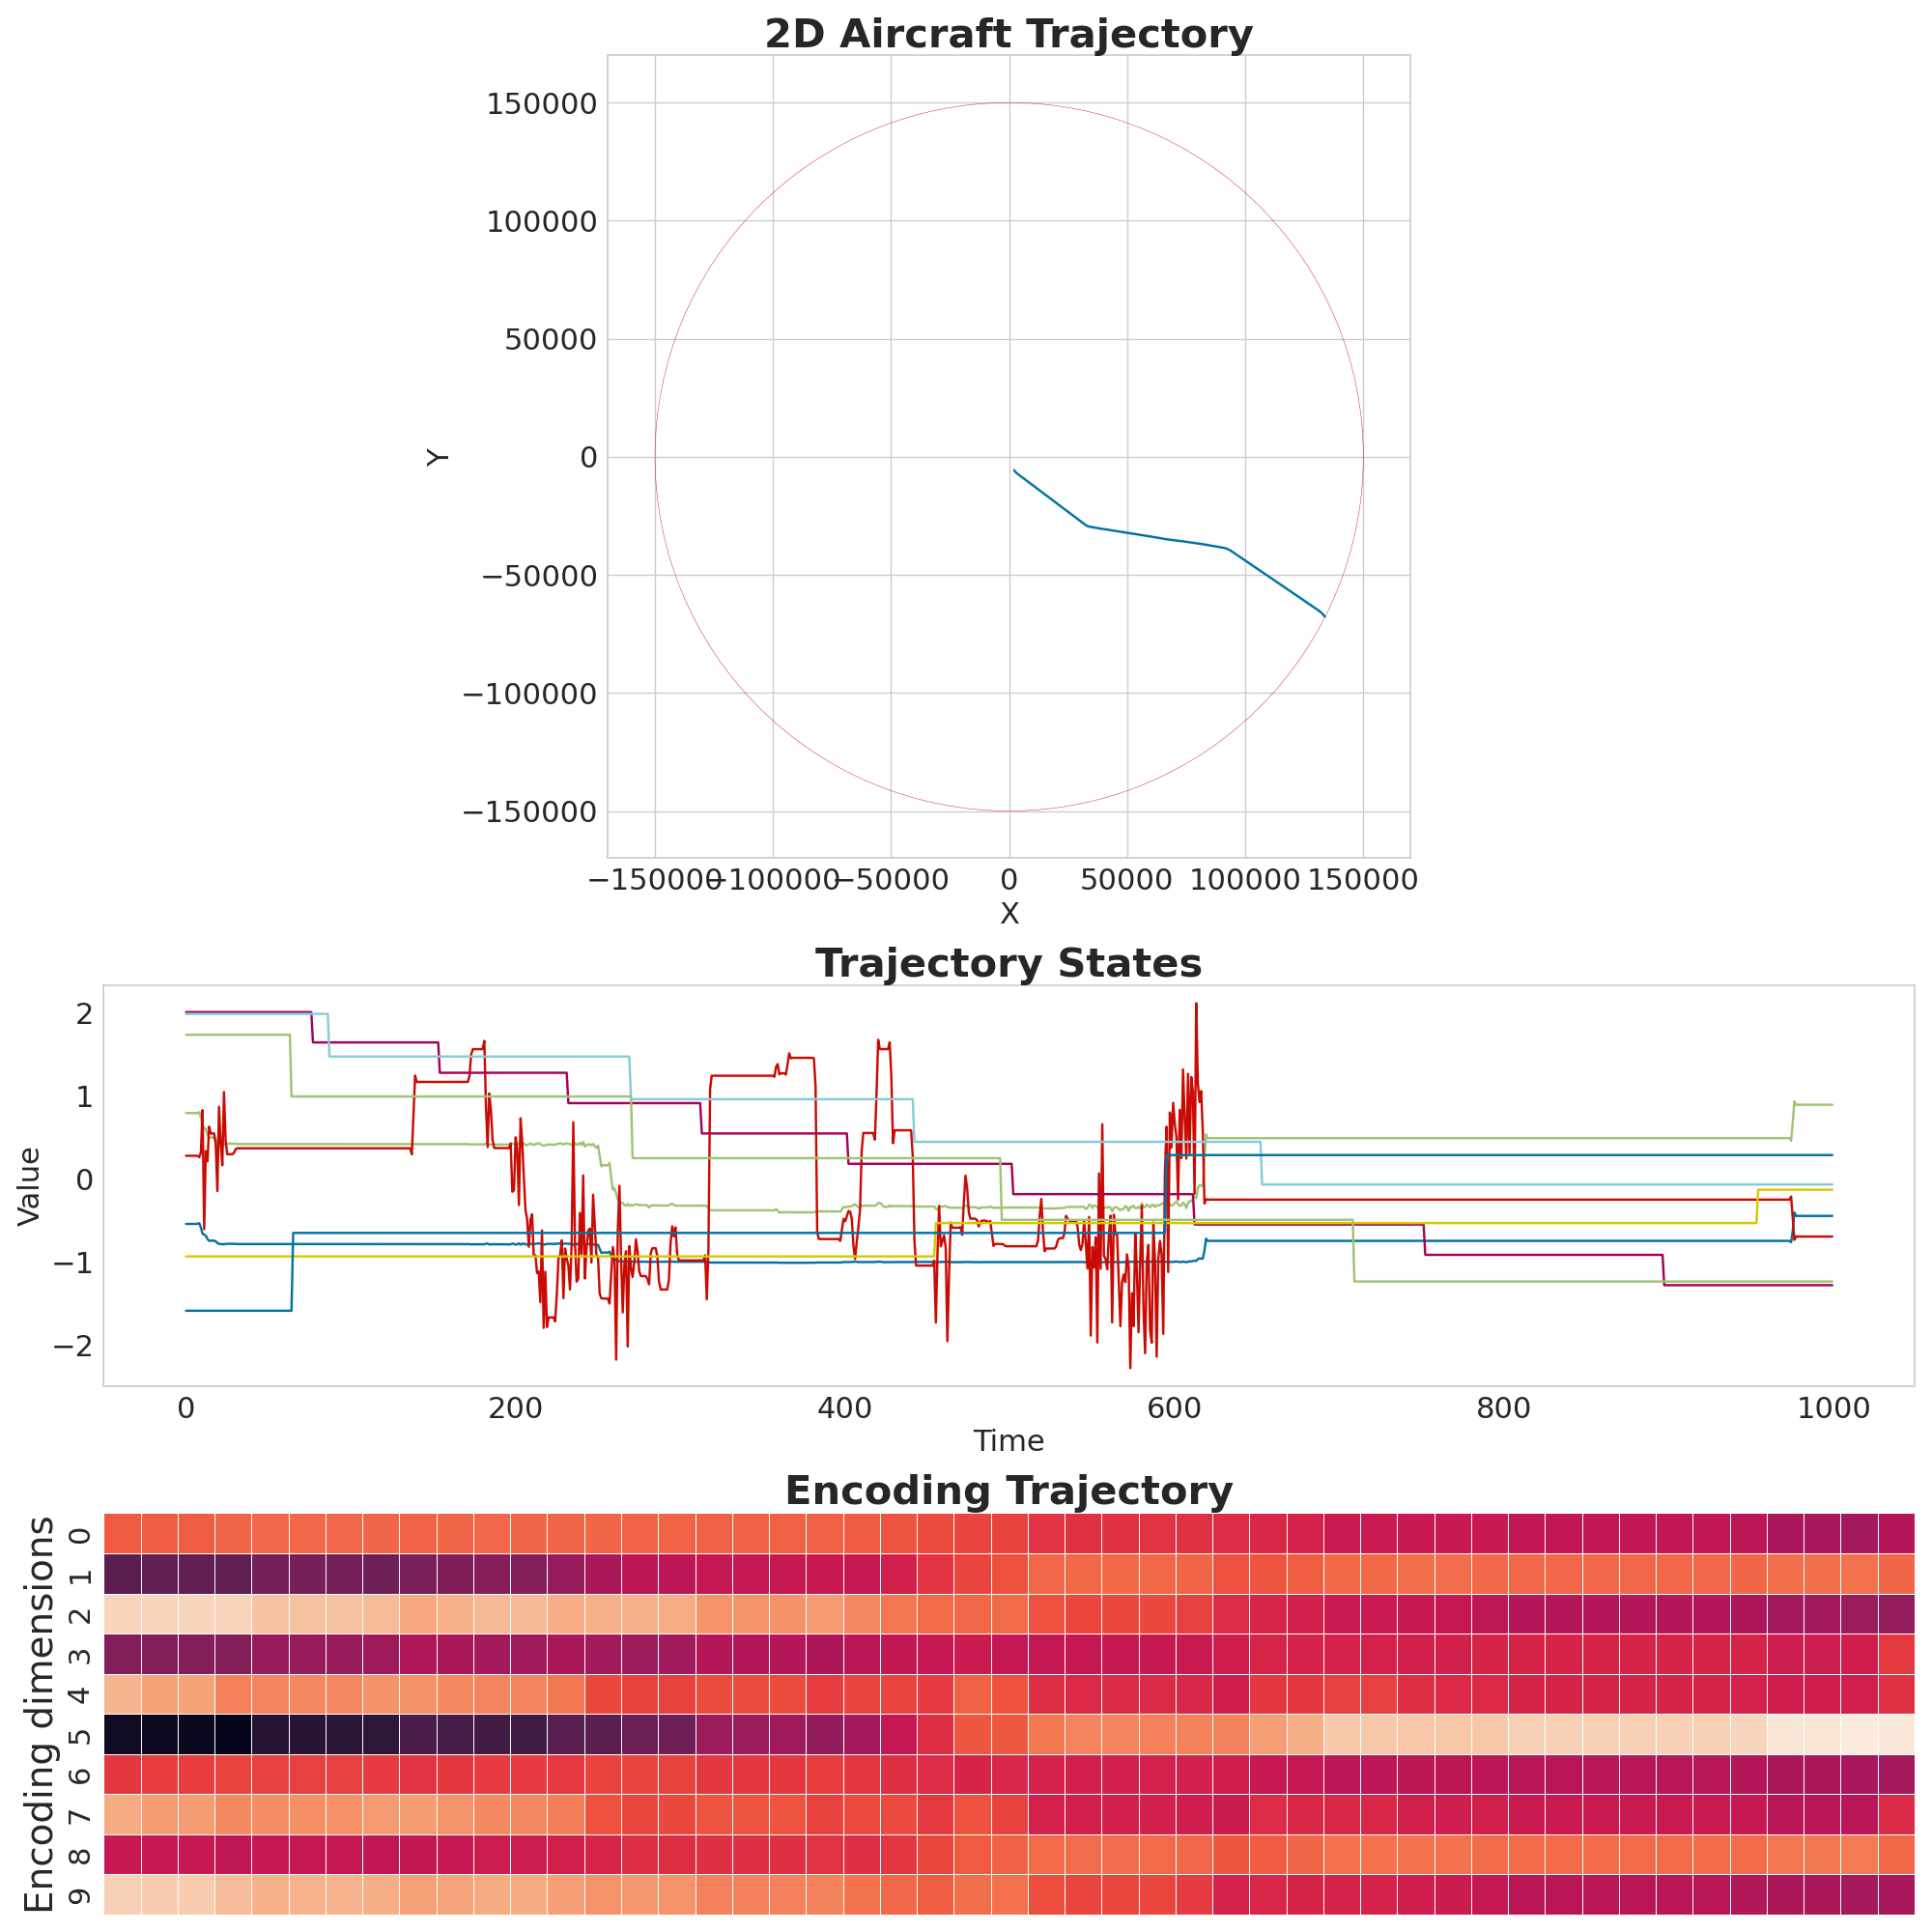 2D Aircraft Trajectory
150000
100000
50000
0
−50000
−100000
−150000
Y
−150000 −100000 −50000 0 50000 100000 150000
X
Trajectory States
2
1
0
−1
−2
Value
0 200 400 600 800 1000
Time
Encoding Trajectory
Encoding dimensions
0
1
2
3
4
5
6
7
8
9